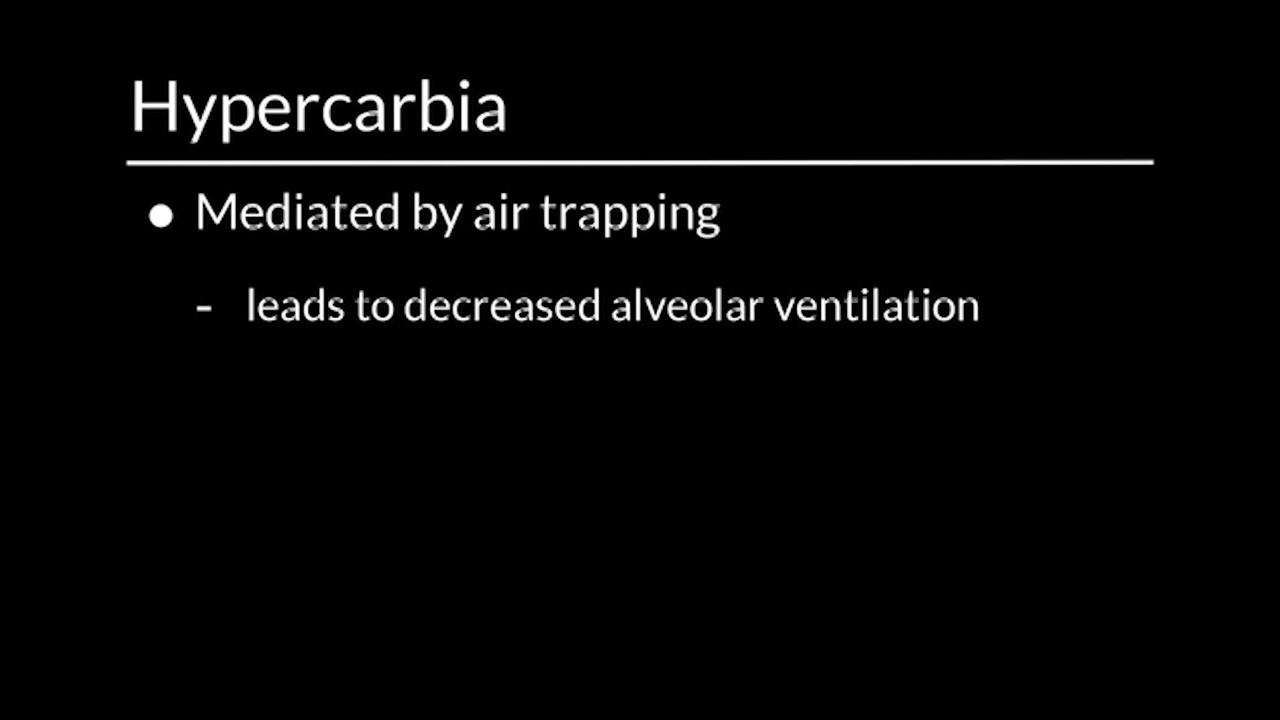 Hypercarbia
● Mediated by air trapping
- leads to decreased alveolar ventilation